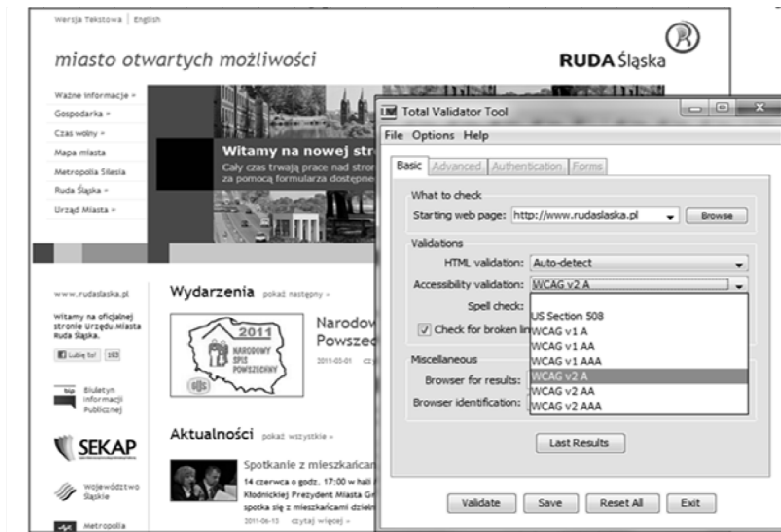 Wersja Tekstowa | English
miasto otwartych możliwości
RUDA Śląska
Ważne Informacje »
Gospodarka »
Czas wolny »
Mapa miasta
Metropolia Silesia
Ruda Śląska »
Urząd Miasta »
Witamy na nowej str
Cały czas trwają prace nad stron
za pomocą formularza dostępne
www.rudaslaska.pl
Witamy na oficjalnej
stronie Urzędu Miasta
Ruda Śląska.
Lubię to!
bip
Biuletyn
Informacji
Publicznej
SEKAP
Województwo
Śląskie
Metropolia
Wydarzenia pokaż następny »
2011
NARODOWY
SPIS
POWSZECHNY
Narodow
Powszec
2011-03-01
Aktualności pokaż wszystkie »
Spotkanie z mieszkańcam
14 czerwca o godz. 17:00 w hali
Kłodnickiej Prezydent Miasta Gr
spotka się z mieszkańcami dzieln
2011-06-13 czytaj więcej »
Total Validator Tool
File Options Help
Basic Advanced Authentication Forms
What to check
Starting web page: http://www.rudaslaska.pl Browse
Validations
HTML validation: Auto-detect
Accessibility validation: WCAG v2 A
Spell check:
US Section 508
Check for broken lin
WCAG v1 A
WCAG v1 AA
WCAG v1 AAA
Miscellaneous
Browser for results:
WCAG v2 A
WCAG v2 AA
Browser identification:
WCAG v2 AAA
Last Results
Validate Save Reset All Exit